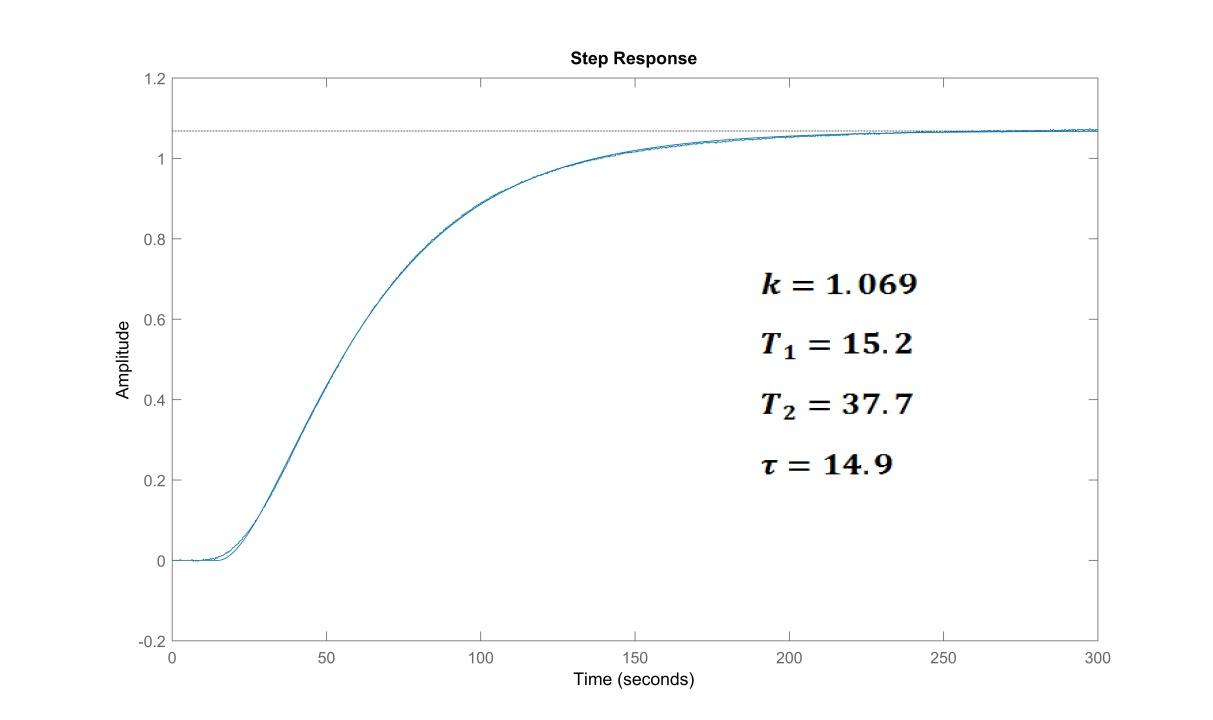 Step Response
1.2
1
0.8
0.6
0.4
0.2
0
-0.2
Amplitude
k = 1.069
T₁ = 15.2
T₂ = 37.7
τ = 14.9
0 50 100 150 200 250 300
Time (seconds)